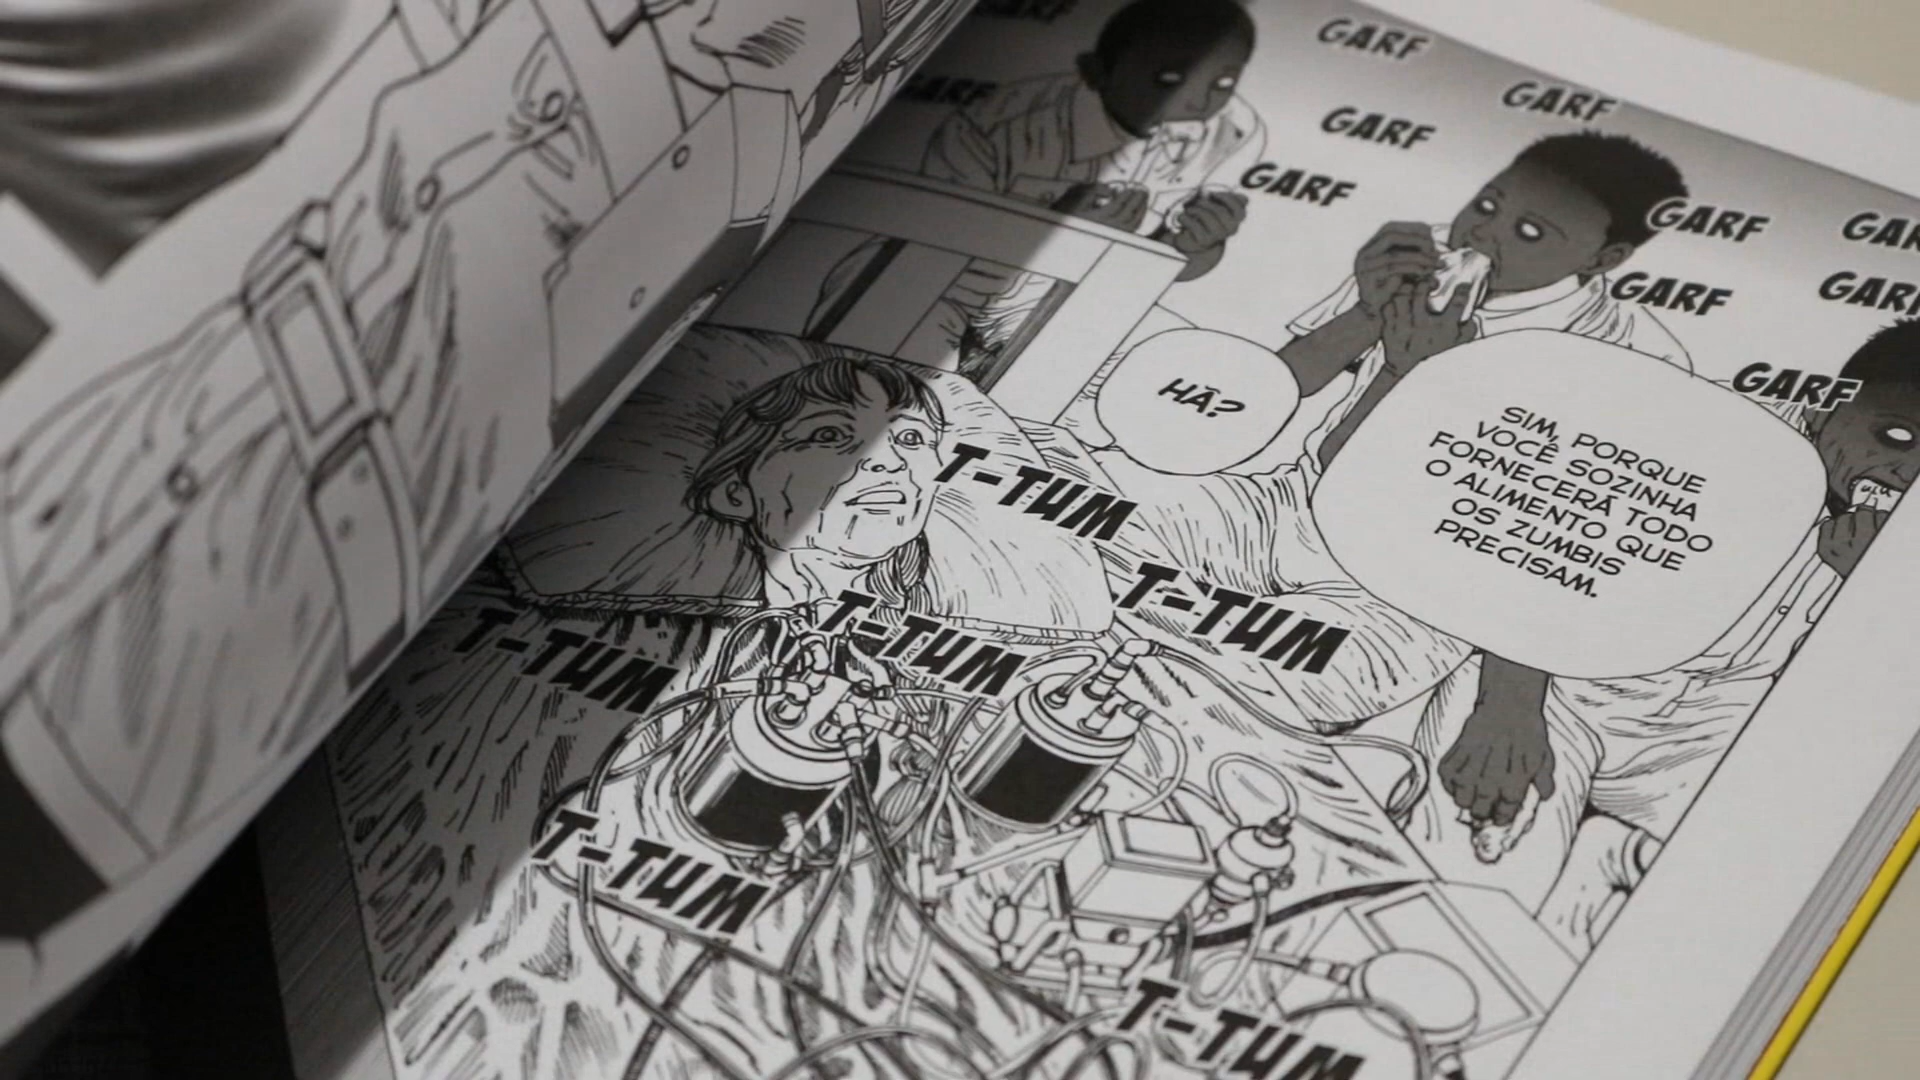 GARF
GARF
GARF
GARF
GARF
GARF
GARF
GARF
GARF
HÃ?
SIM, PORQUE
VOCÊ SOZINHA
FORNECERÁ TODO
O ALIMENTO QUE
OS ZUMBIS
PRECISAM.
T-TUM
T-TUM
T-TUM
T-TUM
T-TUM
T-TUM